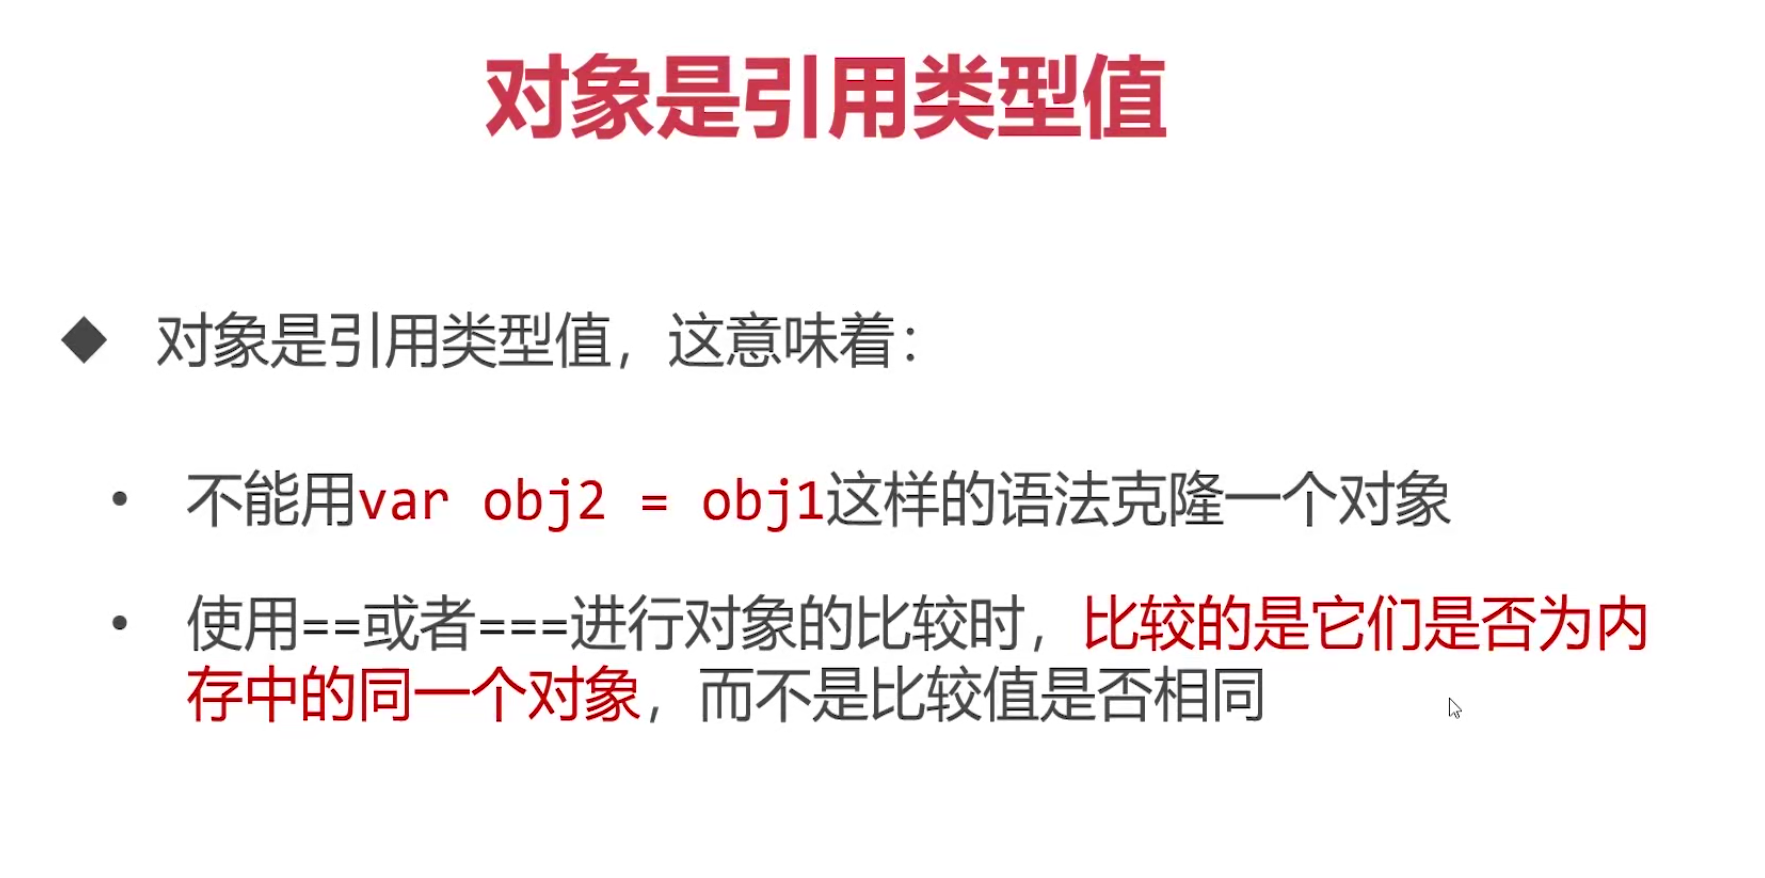 对象是引用类型值
对象是引用类型值，这意味着：
不能用var obj2 = obj1这样的语法克隆一个对象
使用==或者===进行对象的比较时，比较的是它们是否为内
存中的同一个对象，而不是比较值是否相同